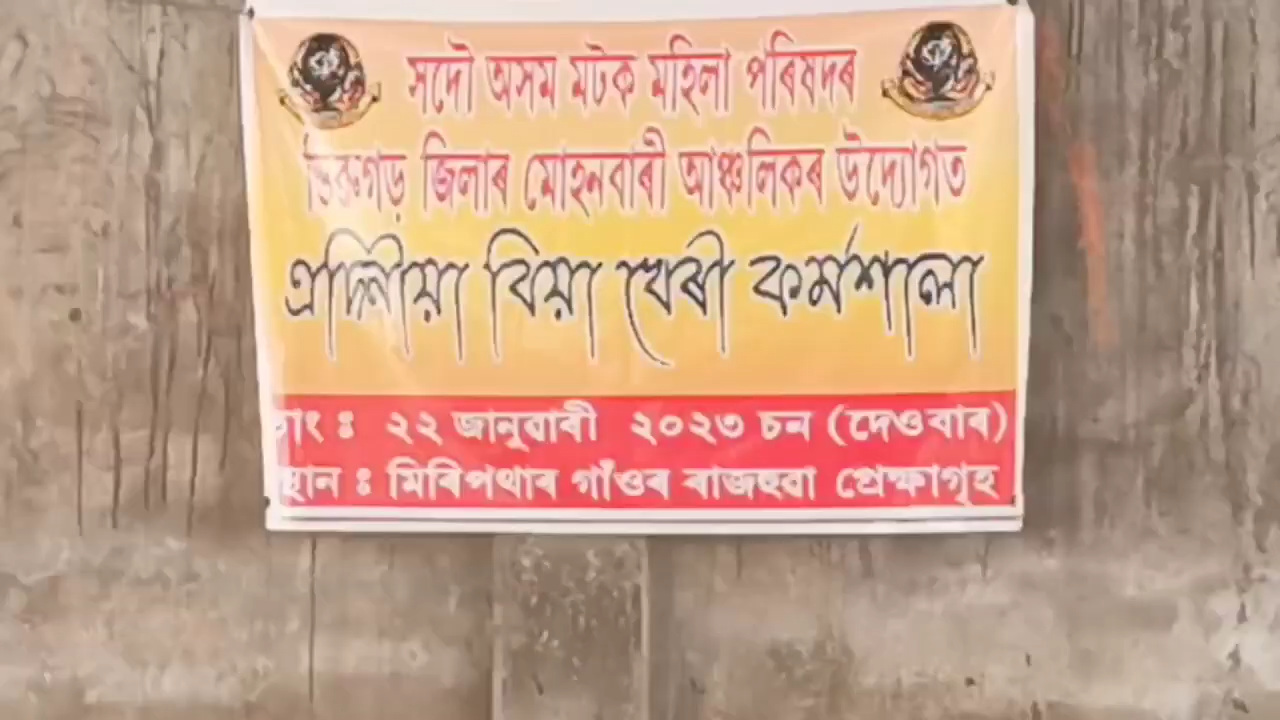 সদৌ অসম মটক মহিলা পৰিষদৰ
ডিব্ৰুগড় জিলাৰ মোহনবাৰী আঞ্চলিকৰ উদ্যোগত
এদিনীয়া বিয়া খেৰী কৰ্মশালা
তাং ঃ ২২ জানুৱাৰী ২০২৩ চন (দেওবাৰ)
স্থান ঃ মিৰিপথাৰ গাঁওৰ ৰাজহুৱা প্ৰেক্ষাগৃহ